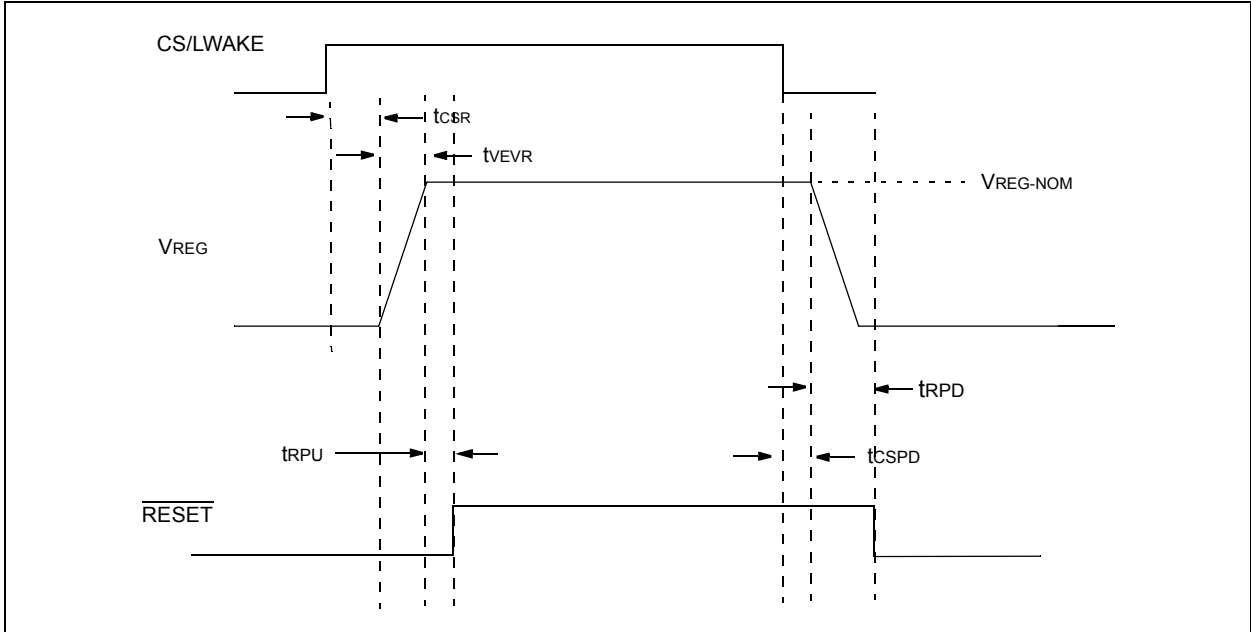 CS/LWAKE
tCSR
tVEVR
VREG-NOM
VREG
tRPD
tRPU
tCSPD
RESET